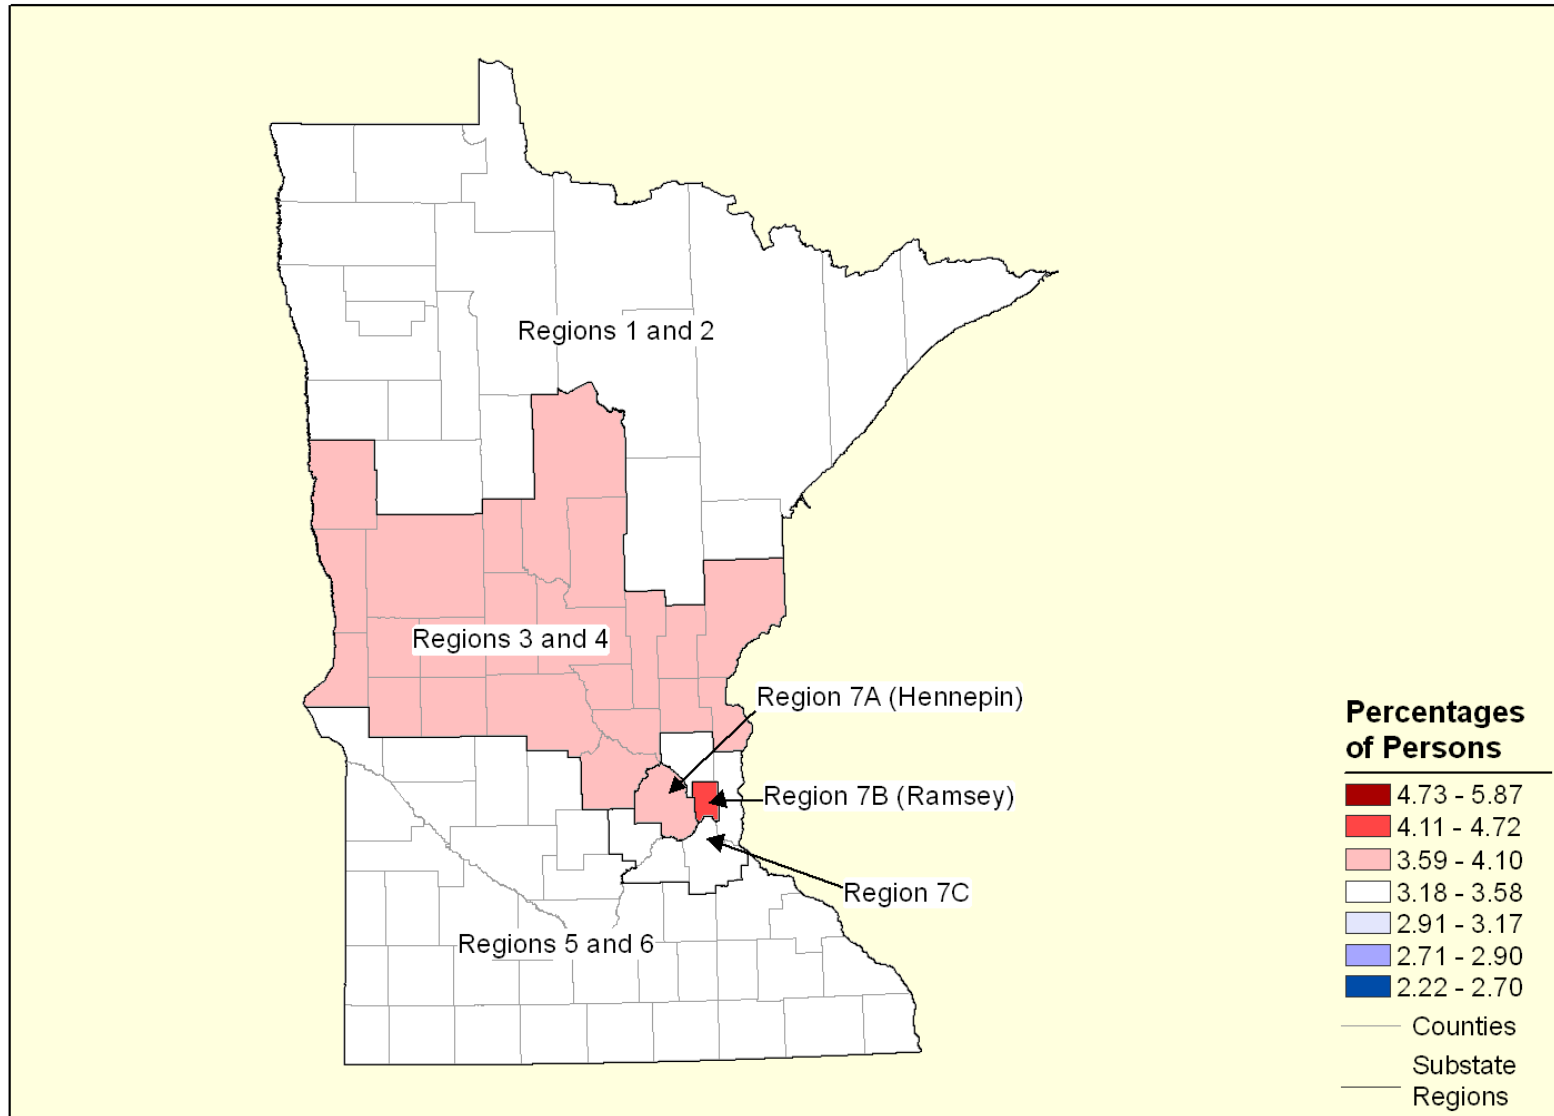 Regions 1 and 2
Regions 3 and 4
Region 7A (Hennepin)
Region 7B (Ramsey)
Region 7C
Regions 5 and 6
Percentages
of Persons
4.73 - 5.87
4.11 - 4.72
3.59 - 4.10
3.18 - 3.58
2.91 - 3.17
2.71 - 2.90
2.22 - 2.70
Counties
Substate
Regions